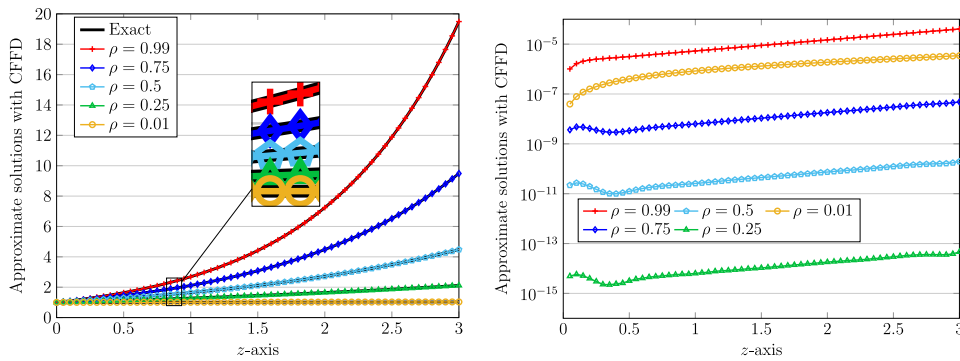 Approximate solutions with CFFD
20
18
16
14
12
10
8
6
4
2
0
Exact
ρ = 0.99
ρ = 0.75
ρ = 0.5
ρ = 0.25
ρ = 0.01
0 0.5 1 1.5 2 2.5 3
z-axis
Approximate solutions with CFFD
10⁻⁵
10⁻⁷
10⁻⁹
10⁻¹¹
10⁻¹³
10⁻¹⁵
ρ = 0.99 ρ = 0.5 ρ = 0.01
ρ = 0.75 ρ = 0.25
0 0.5 1 1.5 2 2.5 3
z-axis